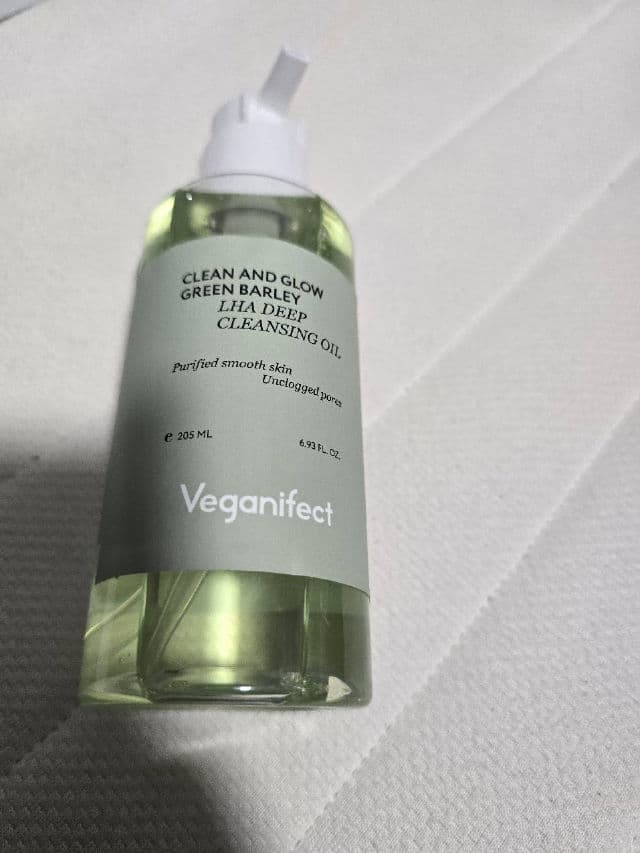 CLEAN AND GLOW
GREEN BARLEY
LHA DEEP
CLEANSING OIL
Purified smooth skin
Unclogged pores
e 205 ML
6.93 FL. OZ.
Veganifect